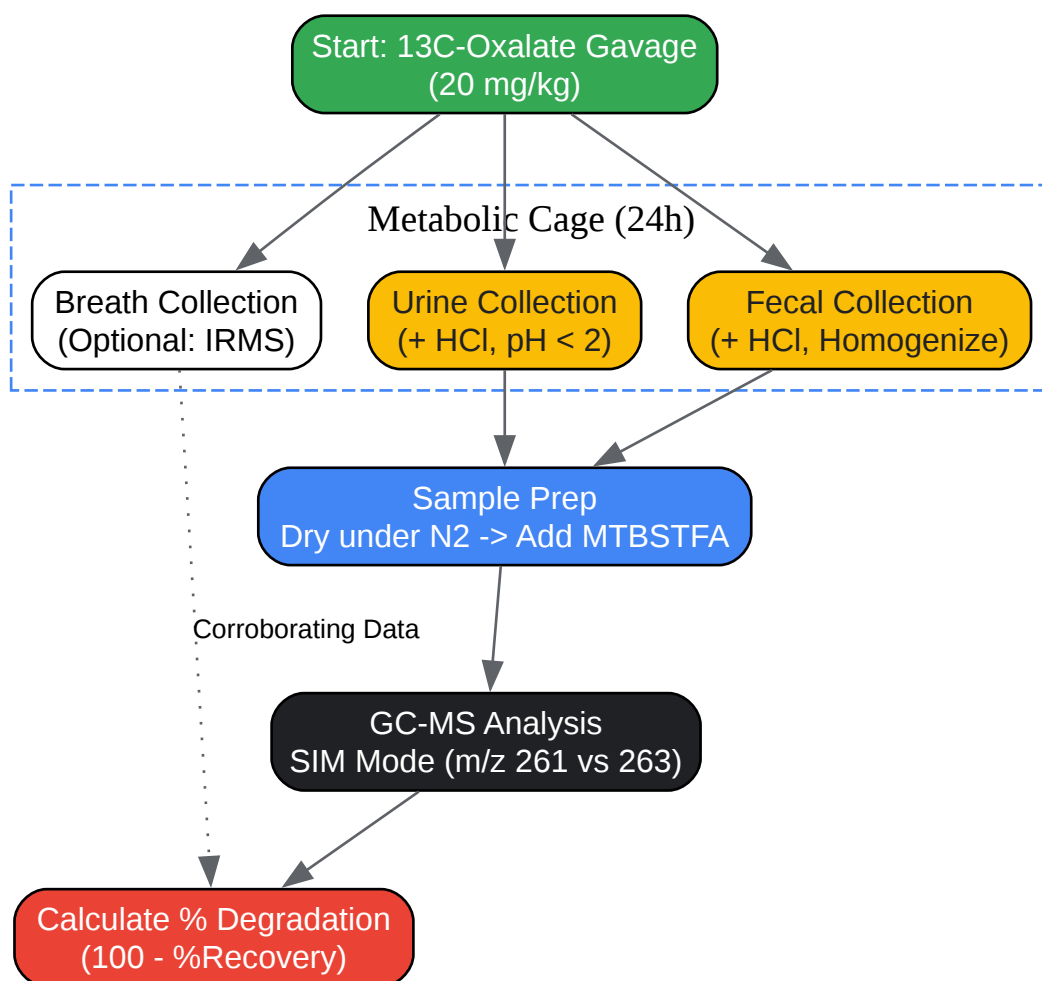 Start: 13C-Oxalate Gavage
(20 mg/kg)
Metabolic Cage (24h)
Breath Collection
(Optional: IRMS)
Urine Collection
(+ HCl, pH < 2)
Fecal Collection
(+ HCl, Homogenize)
Sample Prep
Dry under N2 -> Add MTBSTFA
Corroborating Data
GC-MS Analysis
SIM Mode (m/z 261 vs 263)
Calculate % Degradation
(100 - %Recovery)